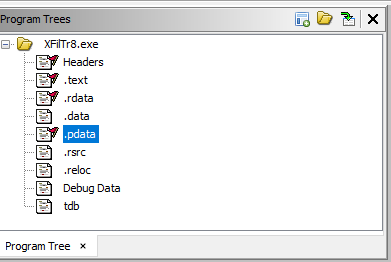 Program Trees
XFilTr8.exe
Headers
.text
.rdata
.data
.pdata
.rsrc
.reloc
Debug Data
tdb
Program Tree